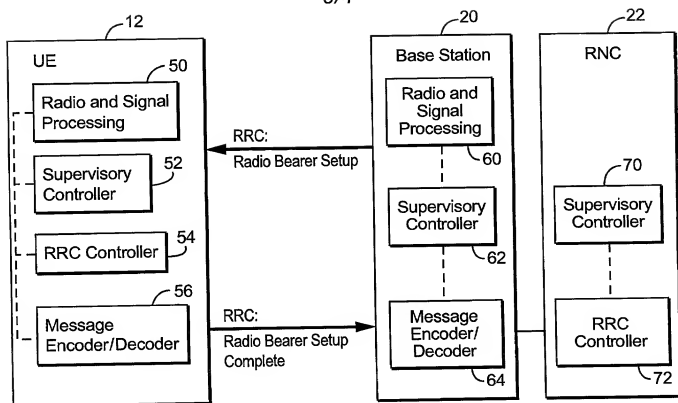 12
UE
50
Radio and Signal
Processing
Supervisory
Controller
52
RRC Controller
54
56
Message
Encoder/Decoder
RRC:
Radio Bearer Setup
RRC:
Radio Bearer Setup
Complete
20
Base Station
Radio and
Signal
Processing
60
Supervisory
Controller
62
Message
Encoder/
Decoder
64
22
RNC
70
Supervisory
Controller
RRC
Controller
72